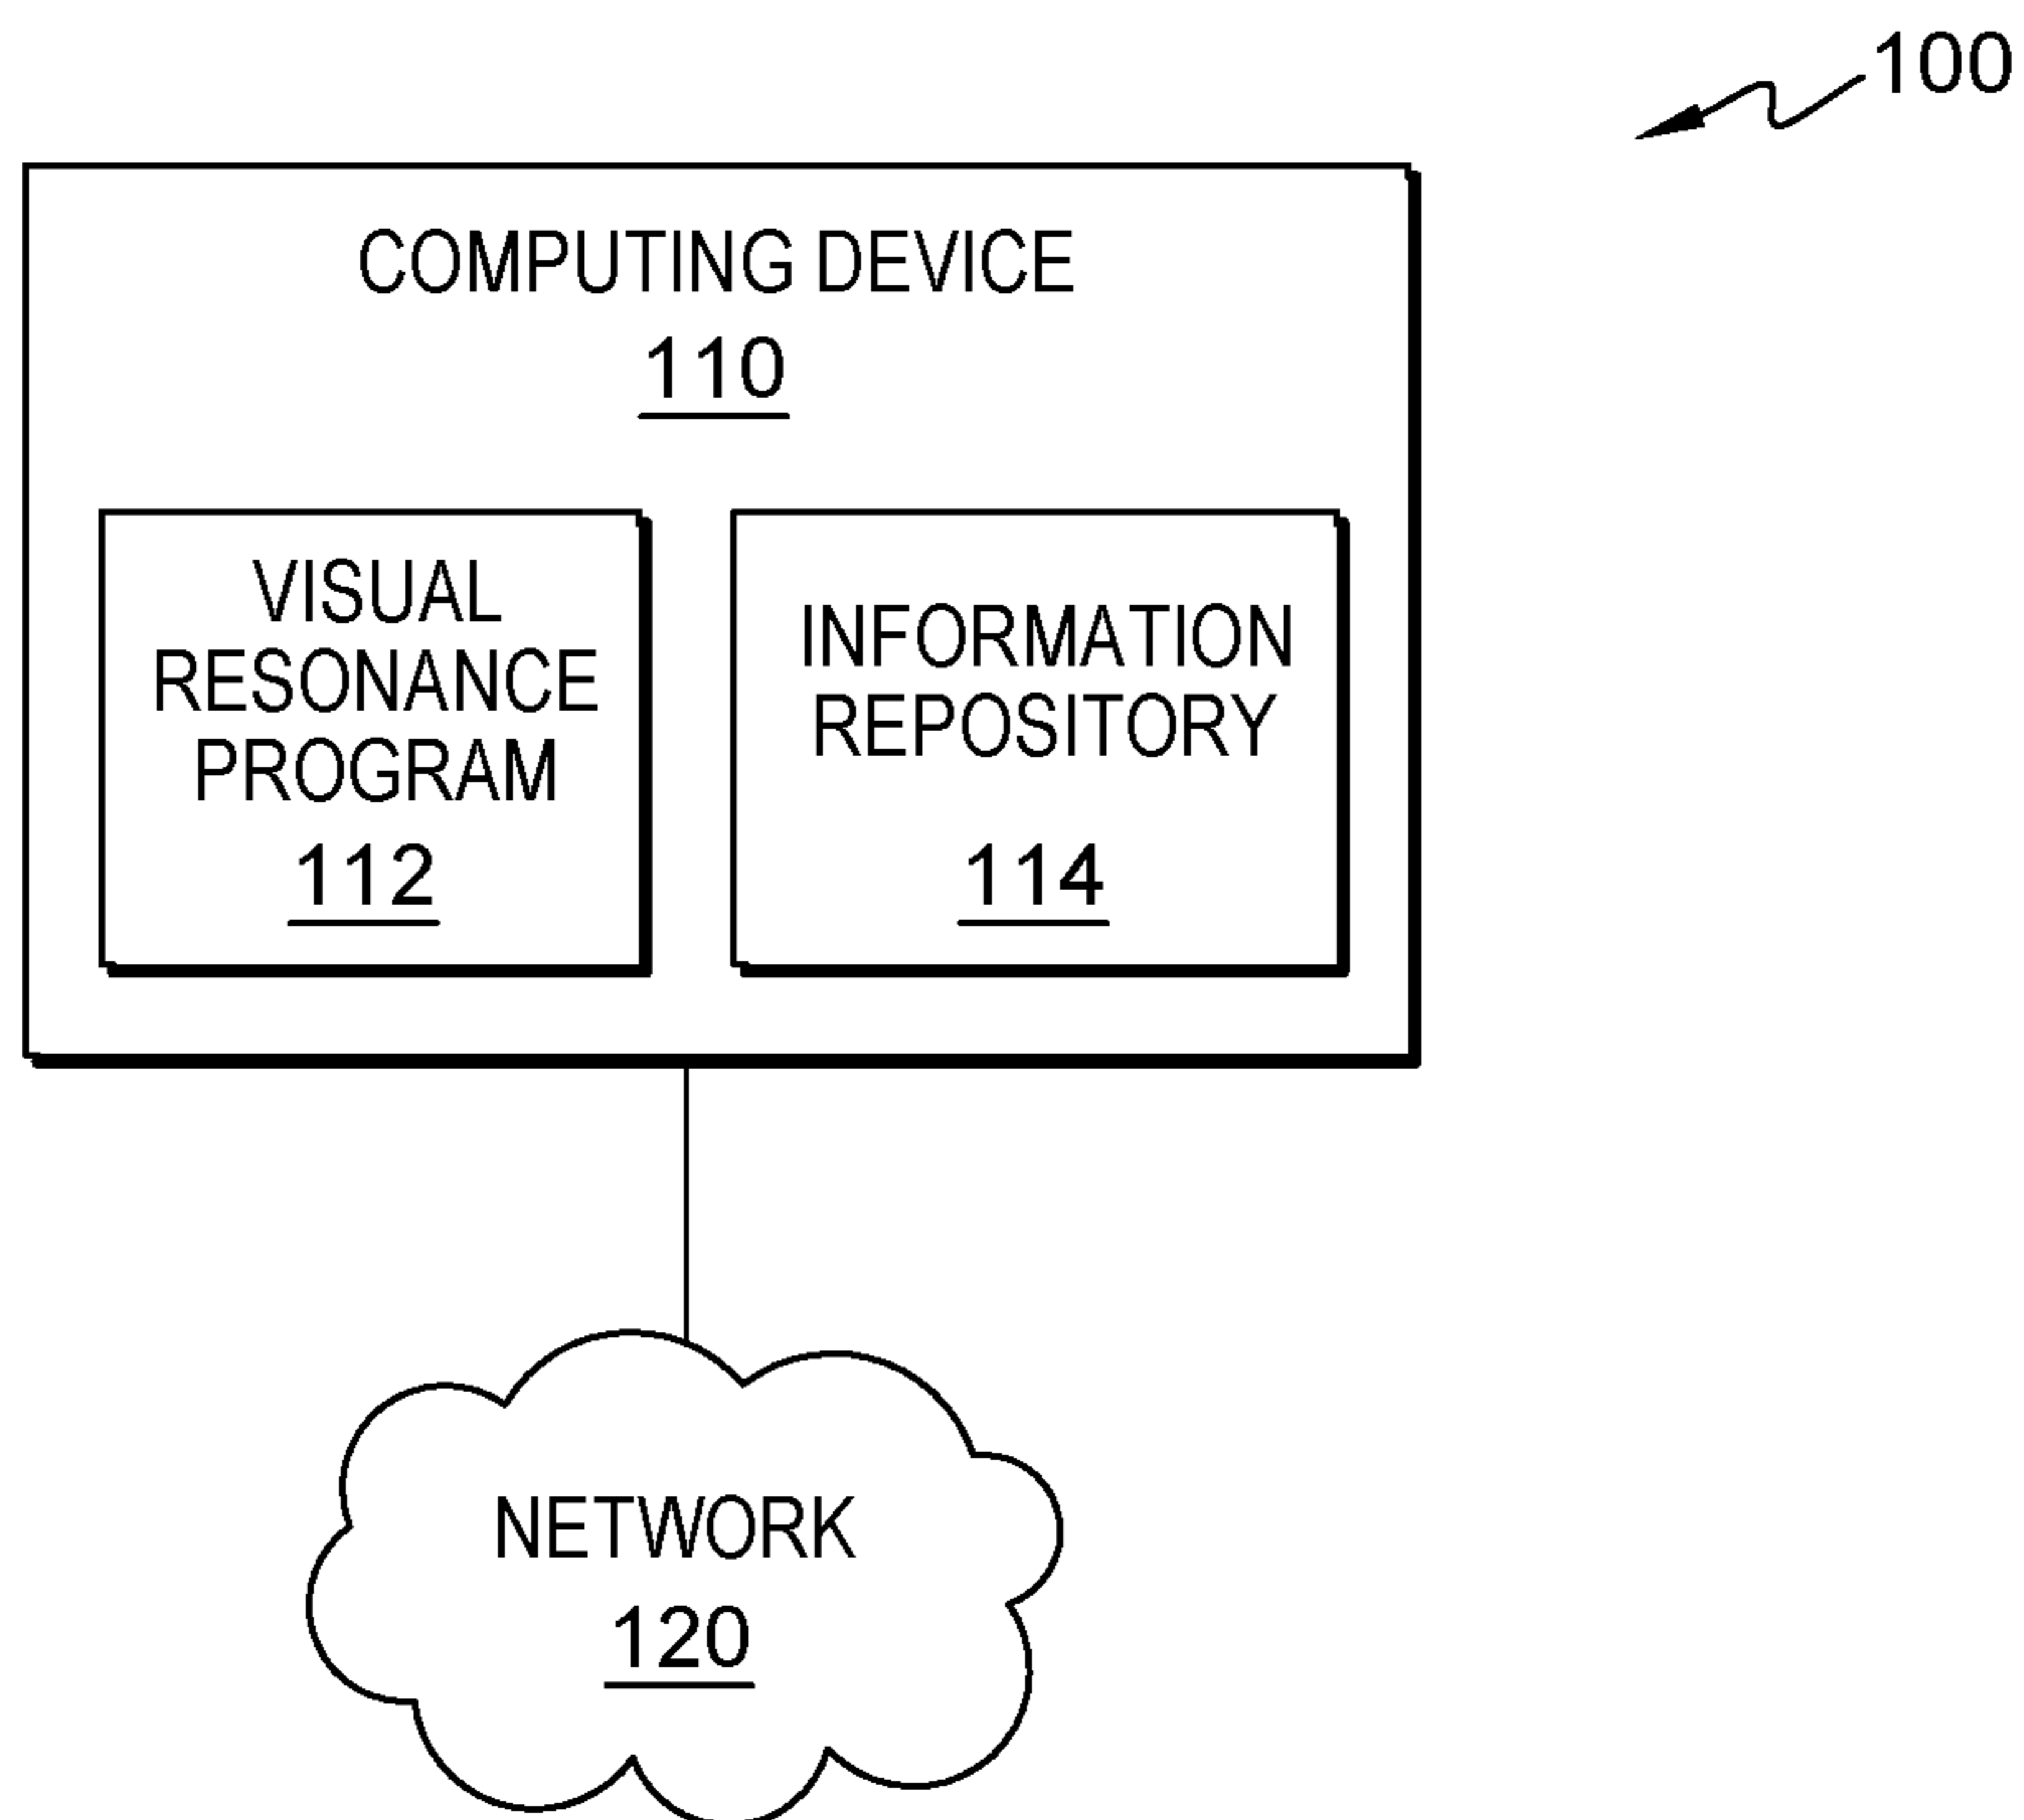 100
COMPUTING DEVICE
110
VISUAL
RESONANCE
PROGRAM
112
INFORMATION
REPOSITORY
114
NETWORK
120